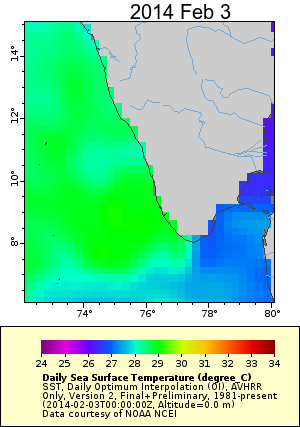 2014 Feb 3
14°
12°
10°
8°
74°
76°
78°
80°
24 25 26 27 28 29 30 31 32 33 34
Daily Sea Surface Temperature (degree_C)
SST, Daily Optimum Interpolation (OI), AVHRR
Only, Version 2, Final+Preliminary, 1981-present
(2014-02-03T00:00:00Z, Altitude=0.0 m)
Data courtesy of NOAA NCEI